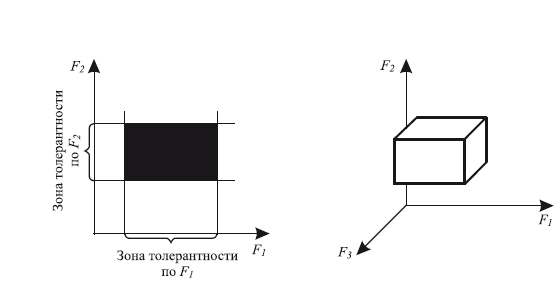 F2
Зона толерантности
по F2
F1
Зона толерантности
по F1
F2
F1
F3